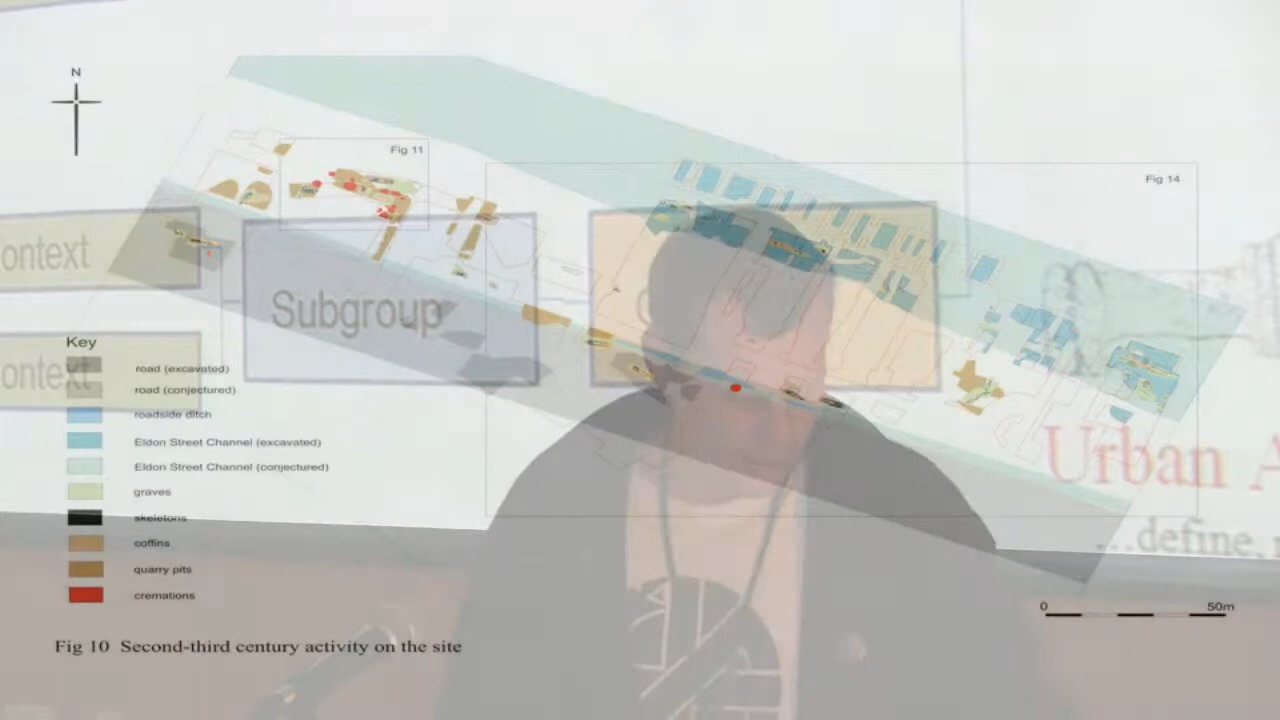 N
Fig 11
Fig 14
ontext
Subgroup
ontext
Key
road (excavated)
road (conjectured)
roadside ditch
Eldon Street Channel (excavated)
Eldon Street Channel (conjectured)
graves
skeletons
coffins
quarry pits
cremations
Urban A
...define,
0 50m
Fig 10 Second-third century activity on the site